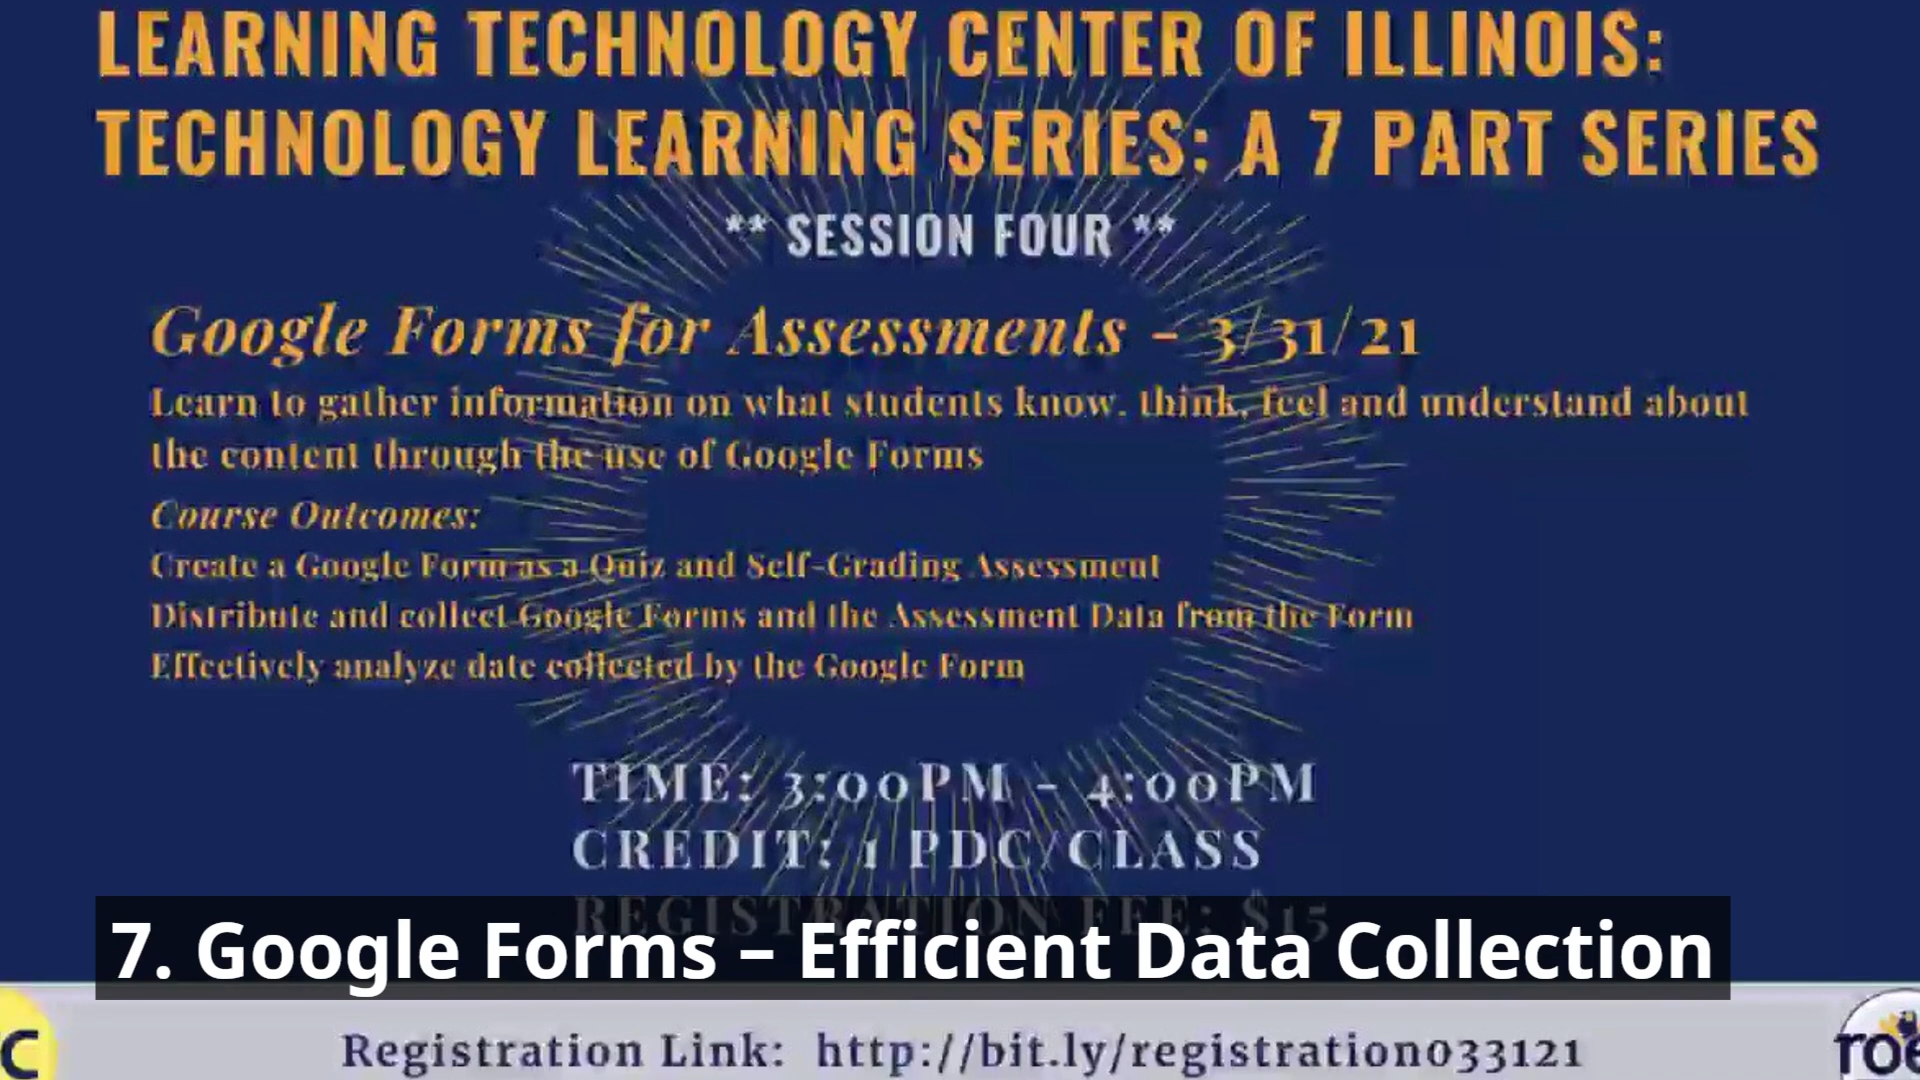 LEARNING TECHNOLOGY CENTER OF ILLINOIS:
TECHNOLOGY LEARNING SERIES: A 7 PART SERIES
** SESSION FOUR **
Google Forms for Assessments - 3/31/21
Learn to gather information on what students know, think, feel and understand about
the content through the use of Google Forms
Course Outcomes:
Create a Google Form as a Quiz and Self-Grading Assessment
Distribute and collect Google Forms and the Assessment Data from the Form
Effectively analyze date collected by the Google Form
TIME: 3:00PM - 4:00PM
CREDIT: 1 PDC/CLASS
REGISTRATION FEE: $15
7. Google Forms – Efficient Data Collection
C
Registration Link: http://bit.ly/registration033121
roe